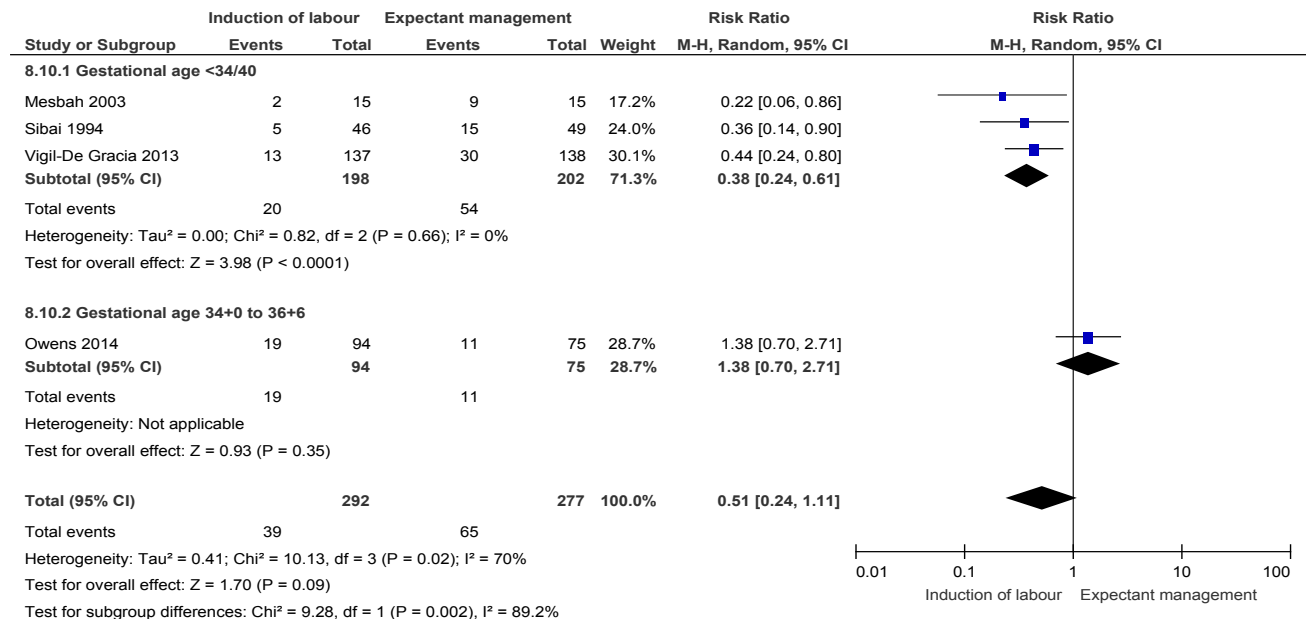 Induction of labour Expectant management Risk Ratio Risk Ratio
Study or Subgroup Events Total Events Total Weight M-H, Random, 95% CI M-H, Random, 95% CI
8.10.1 Gestational age <34/40
Mesbah 2003 2 15 9 15 17.2% 0.22 [0.06, 0.86]
Sibai 1994 5 46 15 49 24.0% 0.36 [0.14, 0.90]
Vigil-De Gracia 2013 13 137 30 138 30.1% 0.44 [0.24, 0.80]
Subtotal (95% CI) 198 202 71.3% 0.38 [0.24, 0.61]
Total events 20 54
Heterogeneity: Tau² = 0.00; Chi² = 0.82, df = 2 (P = 0.66); I² = 0%
Test for overall effect: Z = 3.98 (P < 0.0001)
8.10.2 Gestational age 34+0 to 36+6
Owens 2014 19 94 11 75 28.7% 1.38 [0.70, 2.71]
Subtotal (95% CI) 94 75 28.7% 1.38 [0.70, 2.71]
Total events 19 11
Heterogeneity: Not applicable
Test for overall effect: Z = 0.93 (P = 0.35)
Total (95% CI) 292 277 100.0% 0.51 [0.24, 1.11]
Total events 39 65
Heterogeneity: Tau² = 0.41; Chi² = 10.13, df = 3 (P = 0.02); I² = 70%
Test for overall effect: Z = 1.70 (P = 0.09)
Test for subgroup differences: Chi² = 9.28, df = 1 (P = 0.002), I² = 89.2%
0.01 0.1 1 10 100
Induction of labour Expectant management